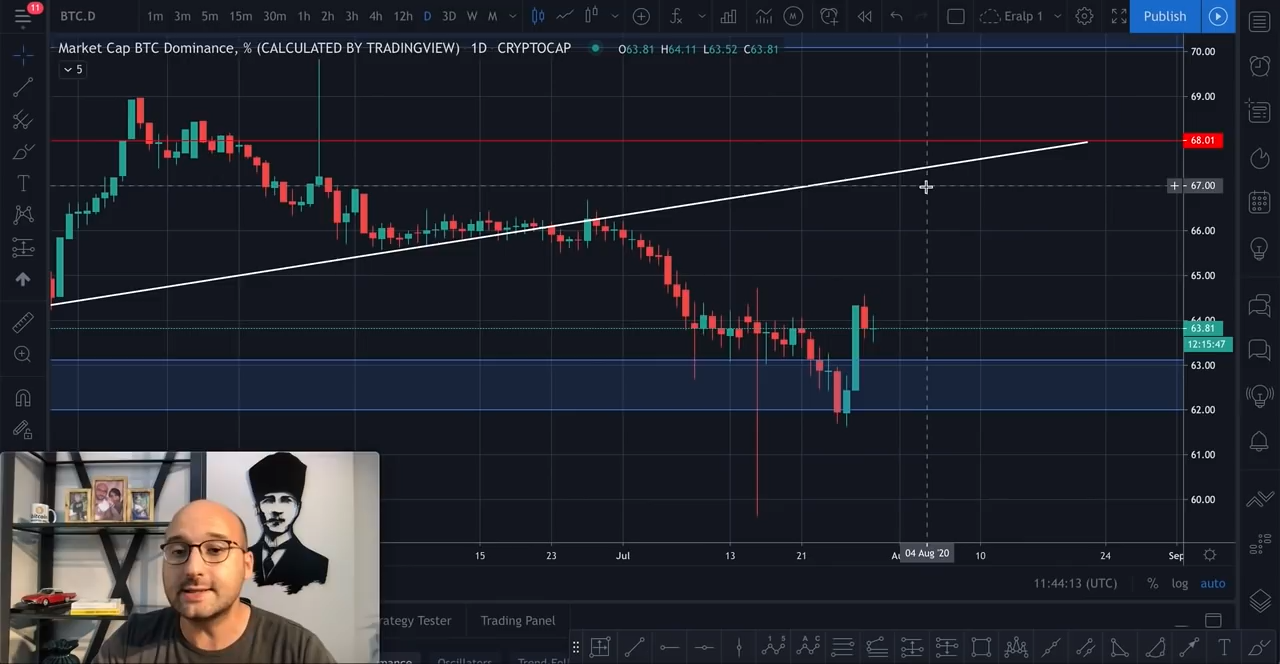 11
BTC.D 1m 3m 5m 15m 30m 1h 2h 3h 4h 12h D 3D W M Eralp 1 Publish
Market Cap BTC Dominance, % (CALCULATED BY TRADINGVIEW) 1D CRYPTOCAP O63.81 H64.11 L63.52 C63.81
5
70.00
69.00
68.01
67.00
66.00
65.00
64.00
63.81
12:15:47
63.00
62.00
61.00
60.00
15 23 Jul 13 21 04 Aug '20 10 24 Sep
11:44:13 (UTC) % log auto
rategy Tester Trading Panel
Oscillators